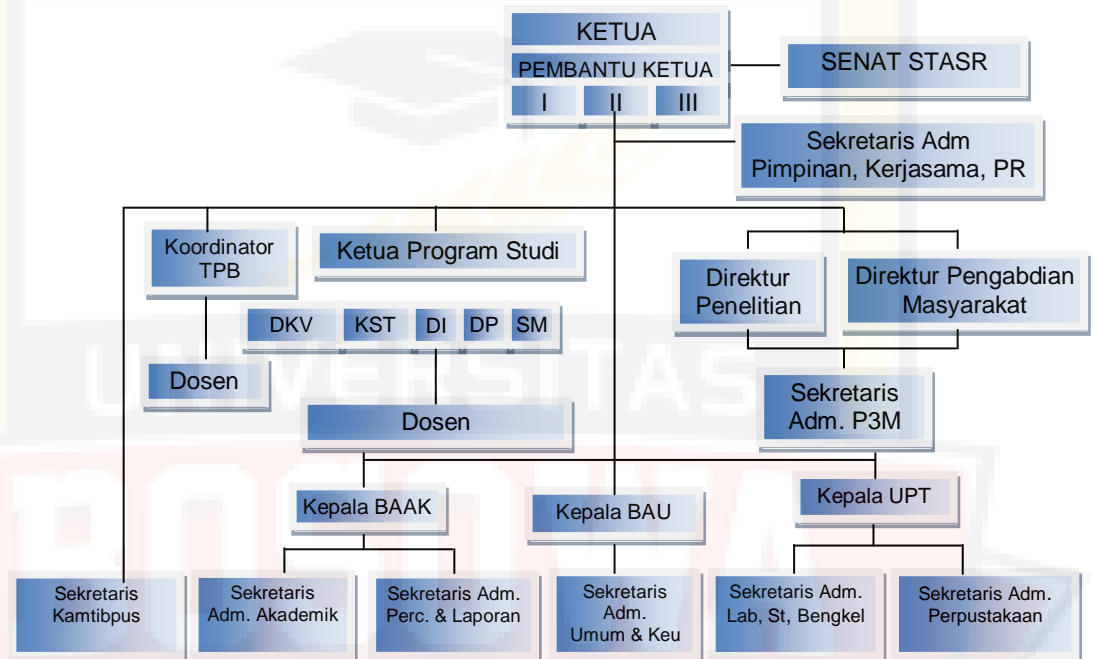 KETUA
PEMBANTU KETUA
I II III
SENAT STASR
Sekretaris Adm
Pimpinan, Kerjasama, PR
Koordinator
TPB
Ketua Program Studi
Direktur
Penelitian
Direktur Pengabdian
Masyarakat
DKV KST DI DP SM
Dosen
Dosen
Sekretaris
Adm. P3M
Kepala BAAK
Kepala BAU
Kepala UPT
Sekretaris
Kamtibpus
Sekretaris
Adm. Akademik
Sekretaris Adm.
Perc. & Laporan
Sekretaris
Adm.
Umum & Keu
Sekretaris Adm.
Lab, St, Bengkel
Sekretaris Adm.
Perpustakaan
UNIVERSITAS
BOSOWA